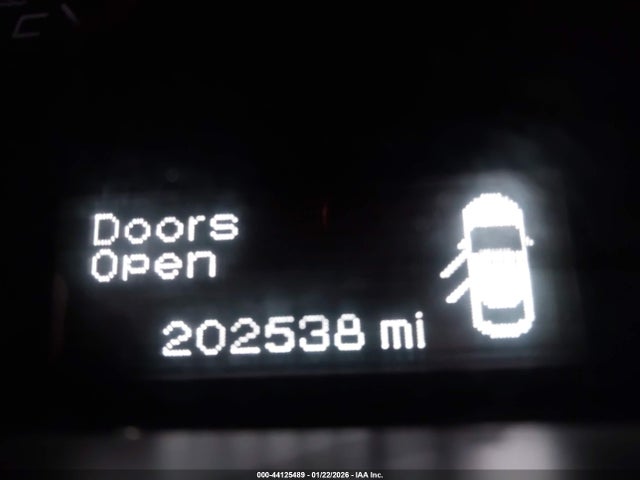 Doors
Open
202538 mi
000-44125489 - 01/22/2026 - IAA Inc.